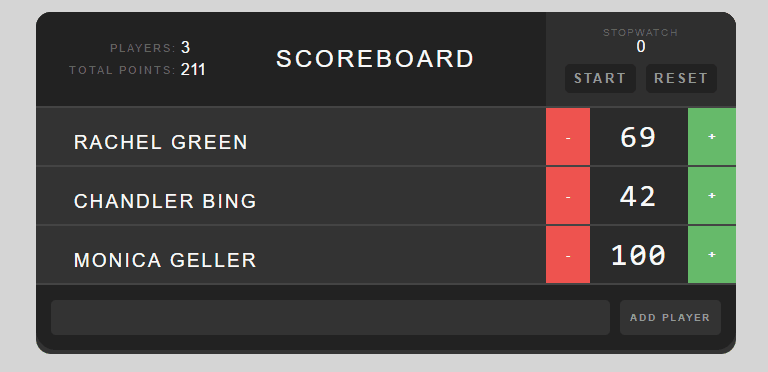 PLAYERS: 3
TOTAL POINTS: 211
SCOREBOARD
STOPWATCH
0
START RESET
RACHEL GREEN - 69 +
CHANDLER BING - 42 +
MONICA GELLER - 100 +
ADD PLAYER